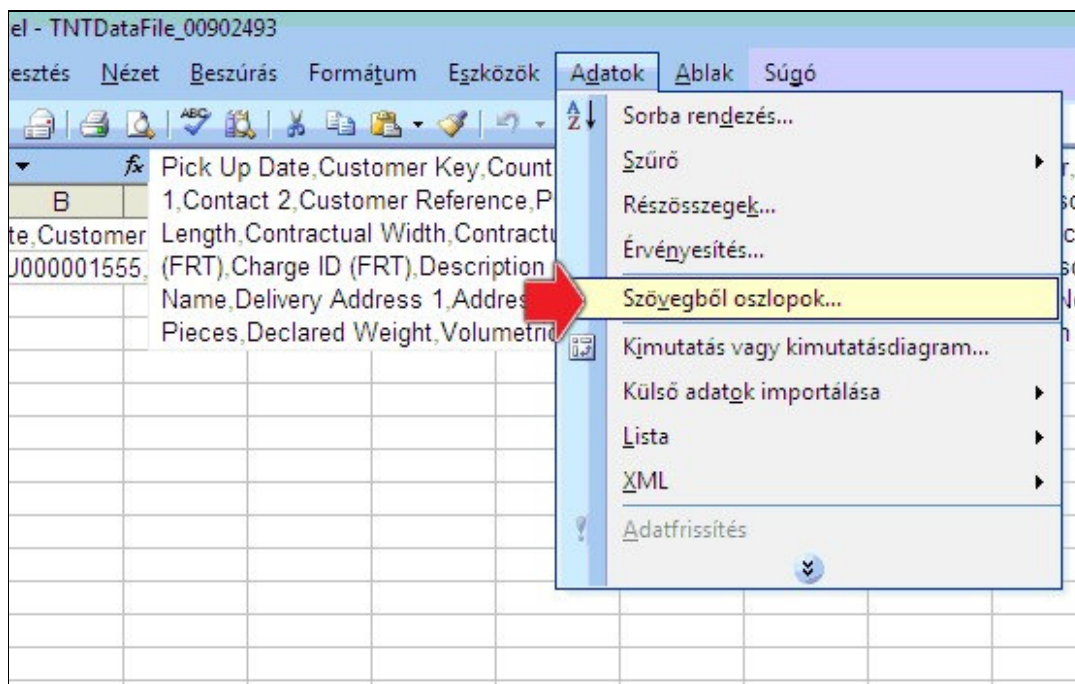 el - TNTDataFile_00902493
esztés Nézet Beszúrás Formátum Eszközök Adatok Ablak Súgó
ABC
fx Pick Up Date,Customer Key,Count
1,Contact 2,Customer Reference,P
Length,Contractual Width,Contractu
(FRT),Charge ID (FRT),Description
Name,Delivery Address 1,Addres
Pieces,Declared Weight,Volumetric
B
te,Customer
J000001555,
A Z
Sorba rendezés...
Szűrő
Részösszegek...
Érvényesítés...
Szövegből oszlopok...
Kimutatás vagy kimutatásdiagram...
Külső adatok importálása
Lista
XML
Adatfrissítés